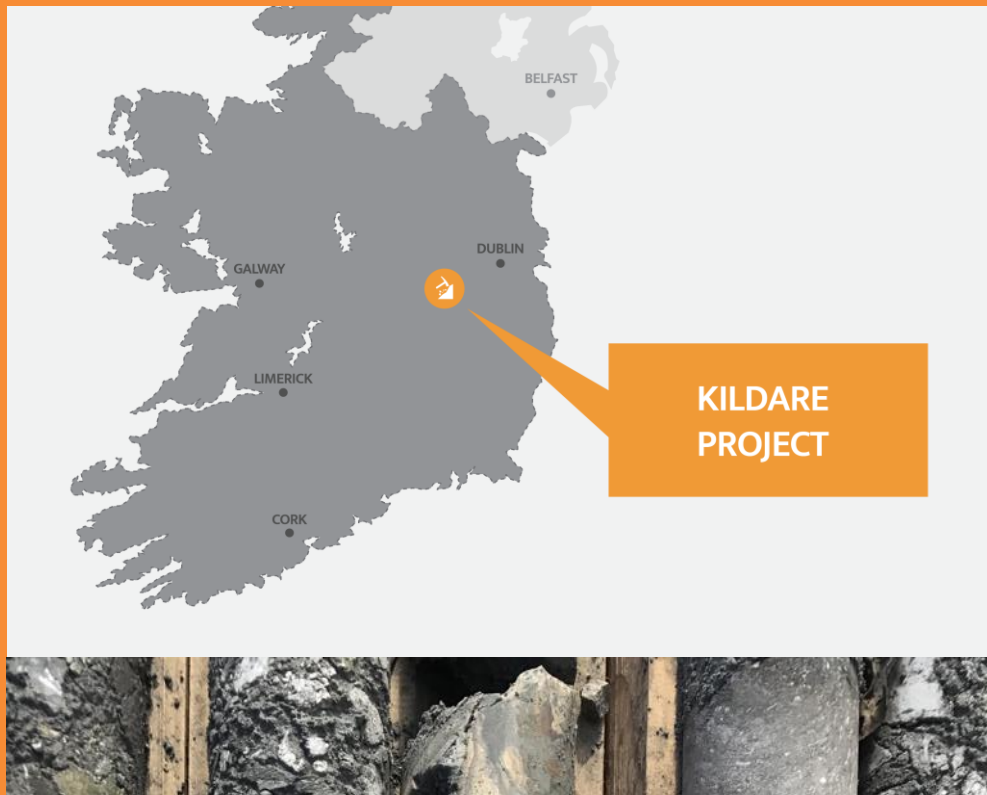 BELFAST
DUBLIN
GALWAY
LIMERICK
KILDARE
PROJECT
CORK